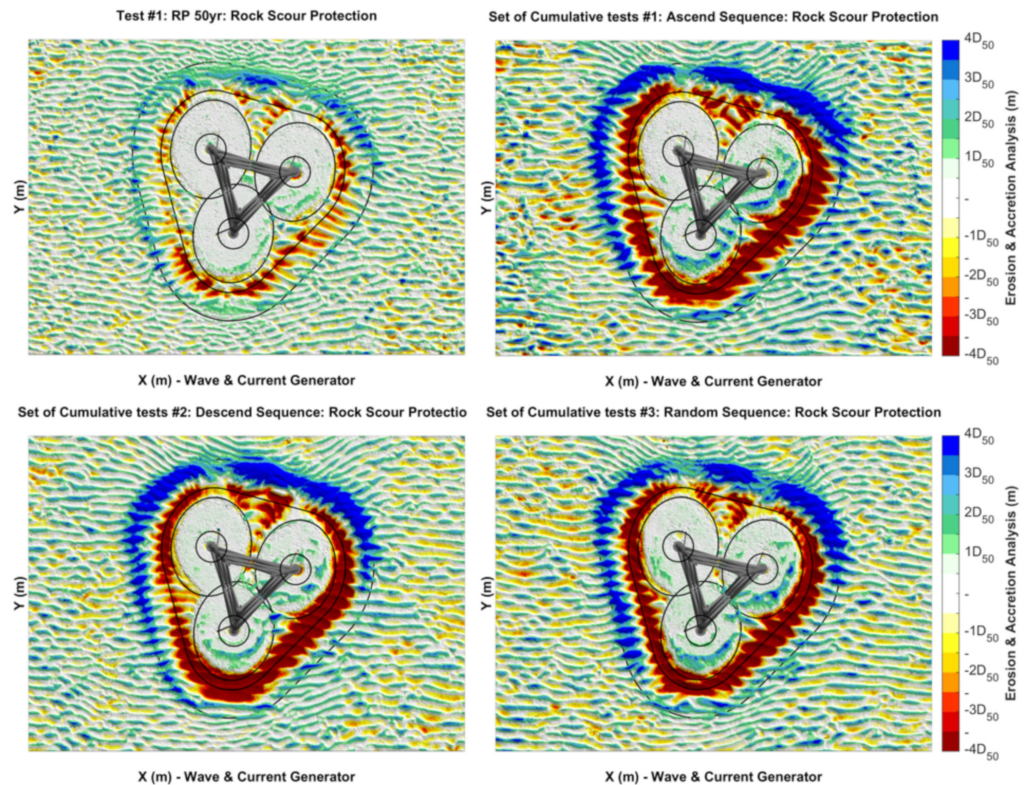 Test #1: RP 50yr: Rock Scour Protection
Set of Cumulative tests #1: Ascend Sequence: Rock Scour Protection
Y (m)
Y (m)
4D50
3D50
2D50
1D50
-
-1D50
-2D50
-3D50
-4D50
Erosion & Accretion Analysis (m)
X (m) - Wave & Current Generator
X (m) - Wave & Current Generator
Set of Cumulative tests #2: Descend Sequence: Rock Scour Protectio
Set of Cumulative tests #3: Random Sequence: Rock Scour Protection
Y (m)
Y (m)
4D50
3D50
2D50
1D50
-
-1D50
-2D50
-3D50
-4D50
Erosion & Accretion Analysis (m)
X (m) - Wave & Current Generator
X (m) - Wave & Current Generator